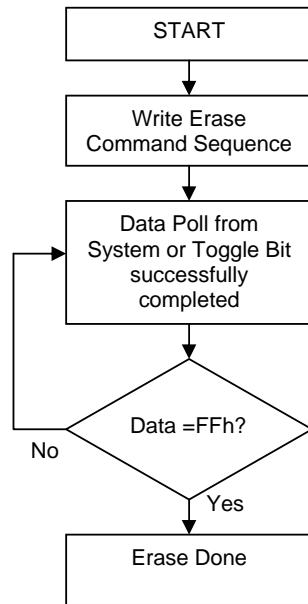 START
Write Erase
Command Sequence
Data Poll from
System or Toggle Bit
successfully
completed
Data =FFh?
No
Yes
Erase Done